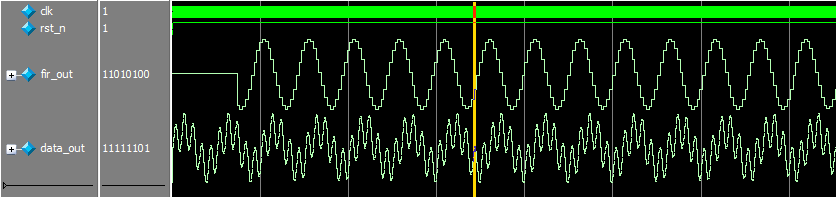 clk 1
rst_n 1
fir_out 11010100
data_out 11111101